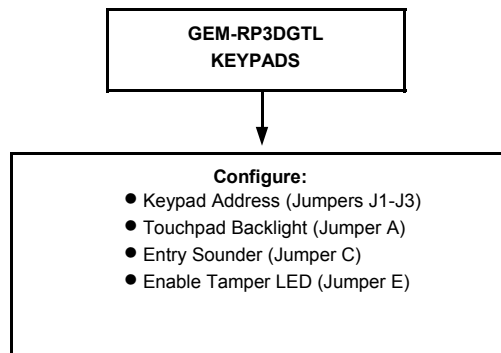 GEM-RP3DGTL
KEYPADS
Configure:
● Keypad Address (Jumpers J1-J3)
● Touchpad Backlight (Jumper A)
● Entry Sounder (Jumper C)
● Enable Tamper LED (Jumper E)